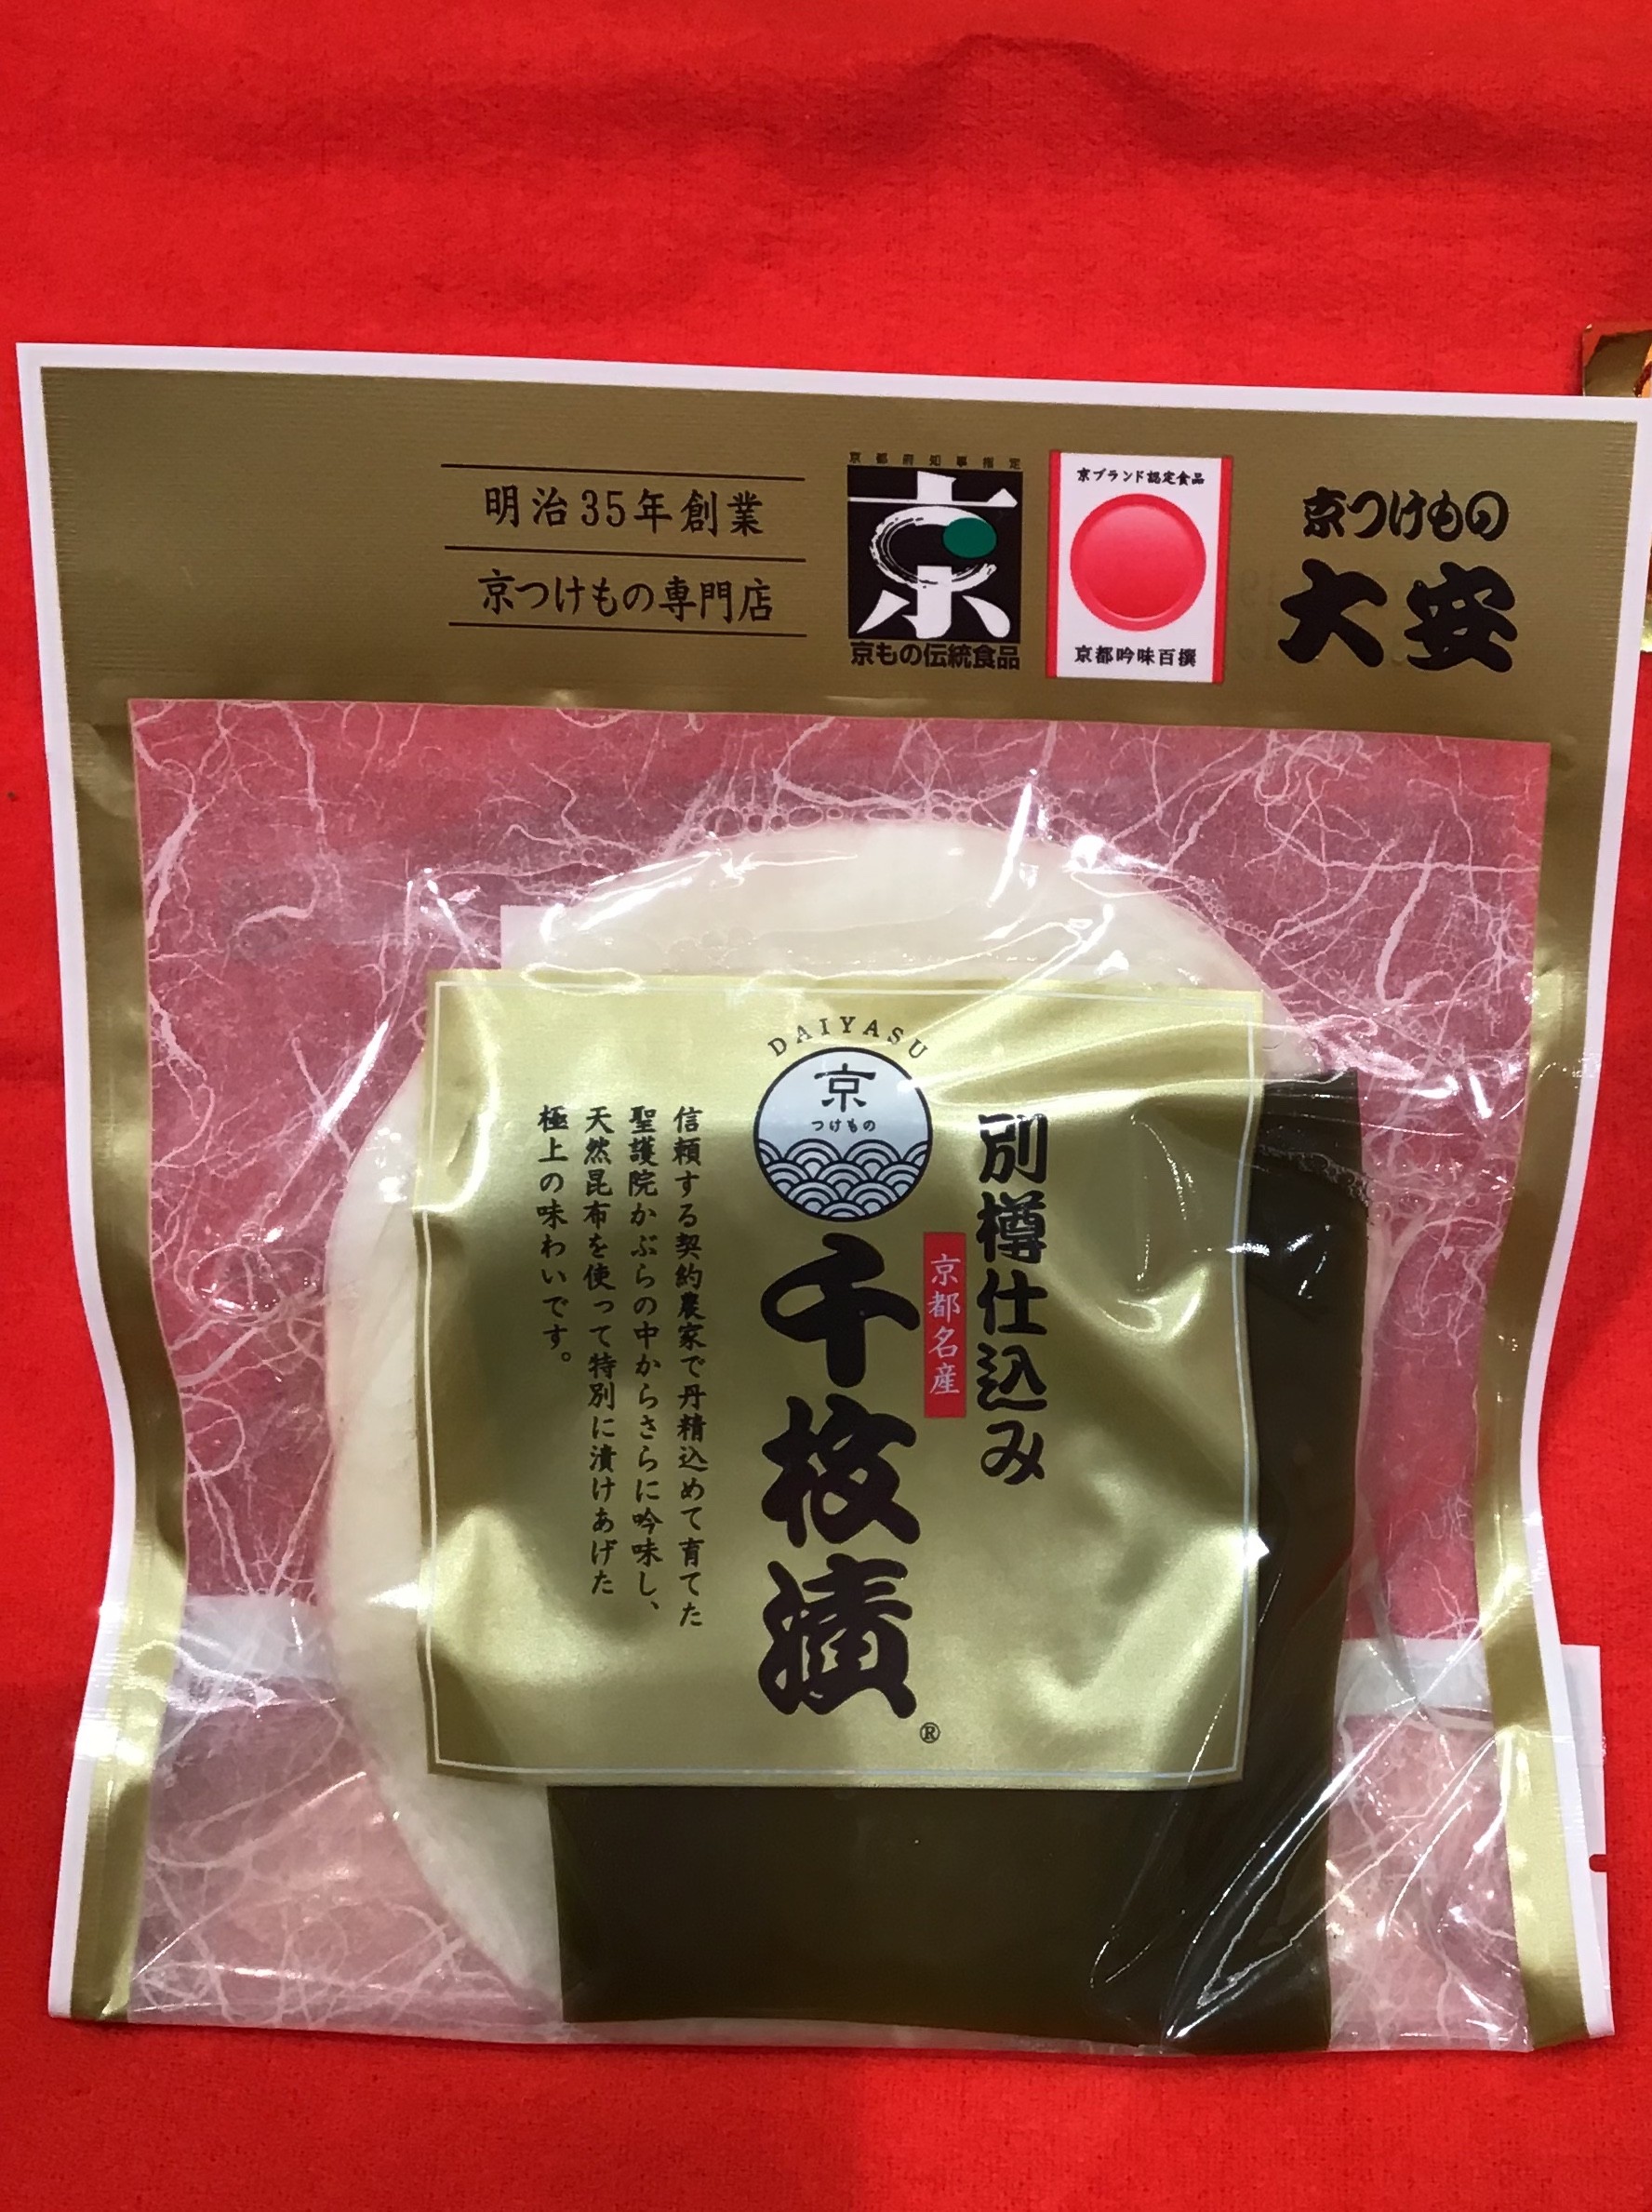 明治35年創業
京つけもの専門店
京都府知事指定
京
京もの伝統食品
京ブランド認定食品
京都吟味百撰
京つけもの
大安
DAIYASU
京
つけもの
別樽仕込み
京都名産
千枚漬
®
信頼する契約農家で丹精込めて育てた
聖護院かぶらの中からさらに吟味し、
天然昆布を使って特別に漬けあげた
極上の味わいです。